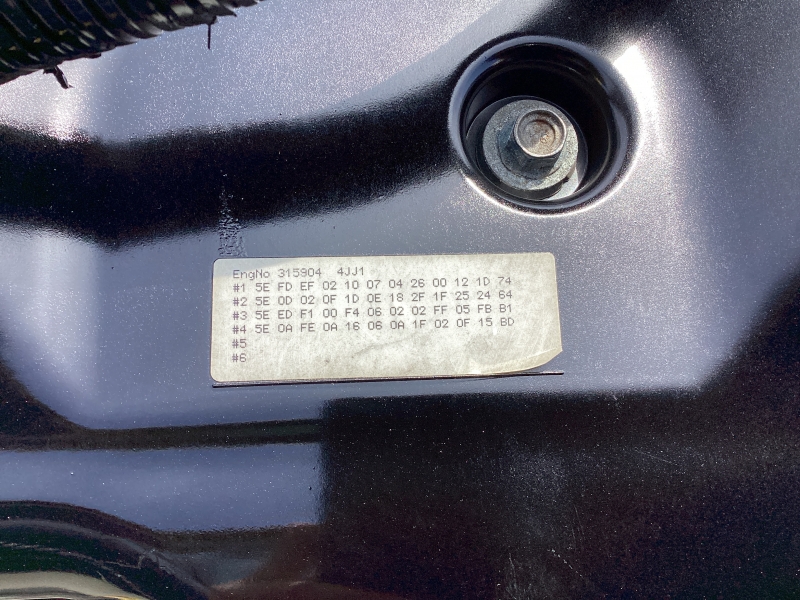 EngNo 315904 4JJ1
#1 5E FD EF 02 10 07 04 26 00 12 1D 74
#2 5E 0D 02 0F 1D 0E 18 2F 1F 25 24 64
#3 5E ED F1 00 F4 06 02 02 FF 05 FB B1
#4 5E 0A FE 0A 16 06 0A 1F 02 0F 15 BD
#5
#6